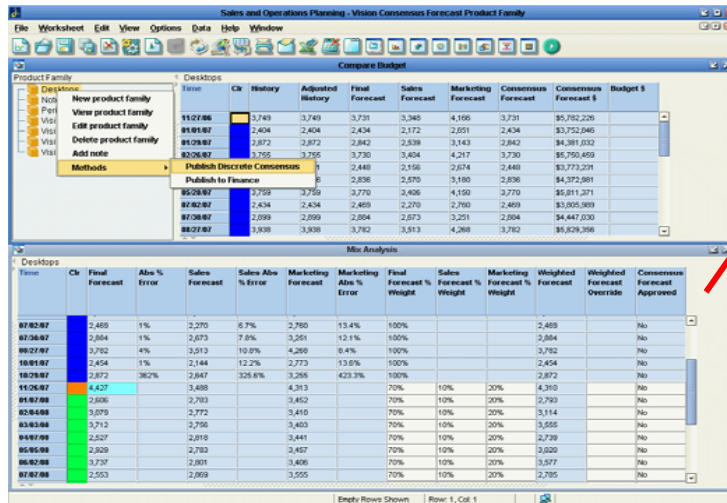 Sales and Operations Planning - Vision Consensus Forecast Product Family
File Worksheet Edit View Options Data Help Window
Compare Budget
Product Family
Desktops
New product family
View product family
Edit product family
Delete product family
Add note
Methods
Publish Discrete Consensus
Publish to Finance
Desktops
Time Clr History Adjusted History Final Forecast Sales Forecast Marketing Forecast Consensus Forecast Consensus Forecast $ Budget $
11/27/06 3,749 3,749 3,731 3,348 4,166 3,731 $5,782,226
01/01/07 2,404 2,404 2,434 2,172 2,651 2,434 $3,752,846
01/29/07 2,872 2,872 2,842 2,539 3,143 2,842 $4,381,032
02/26/07 3,755 3,755 3,730 3,404 4,217 3,730 $5,750,459
2,448 2,156 2,674 2,448 $3,773,231
2,836 2,570 3,180 2,836 $4,372,981
05/28/07 3,759 3,759 3,770 3,406 4,150 3,770 $5,811,371
07/02/07 2,434 2,434 2,469 2,270 2,760 2,469 $3,805,989
07/30/07 2,899 2,899 2,884 2,673 3,251 2,884 $4,447,030
08/27/07 3,938 3,938 3,782 3,513 4,268 3,782 $5,829,356
Mix Analysis
Desktops
Time Clr Final Forecast Abs % Error Sales Forecast Sales Abs % Error Marketing Forecast Marketing Abs % Error Final Forecast % Weight Sales Forecast % Weight Marketing Forecast % Weight Weighted Forecast Weighted Forecast Override Consensus Forecast Approved
07/02/07 2,469 1% 2,270 6.7% 2,760 13.4% 100% 2,469 No
07/30/07 2,884 1% 2,673 7.8% 3,251 12.1% 100% 2,884 No
08/27/07 3,782 4% 3,513 10.8% 4,268 8.4% 100% 3,782 No
10/01/07 2,454 1% 2,144 12.2% 2,773 13.6% 100% 2,454 No
10/29/07 2,872 362% 2,647 325.6% 3,255 423.3% 100% 2,872 No
11/26/07 4,427 3,488 4,313 70% 10% 20% 4,310 No
01/07/08 2,606 2,783 3,452 70% 10% 20% 2,793 No
02/04/08 3,079 2,772 3,410 70% 10% 20% 3,114 No
03/03/08 3,712 2,756 3,403 70% 10% 20% 3,555 No
04/07/08 2,527 2,818 3,441 70% 10% 20% 2,739 No
05/05/08 2,929 2,783 3,457 70% 10% 20% 3,020 No
06/02/08 3,737 2,801 3,406 70% 10% 20% 3,577 No
07/07/08 2,553 2,869 3,555 70% 10% 20% 2,785 No
Empty Rows Shown Row: 1, Col: 1